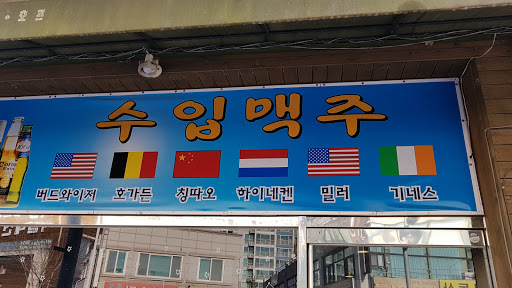 수입맥주
버드와이저 호가든 칭따오 하이네켄 밀러 기네스